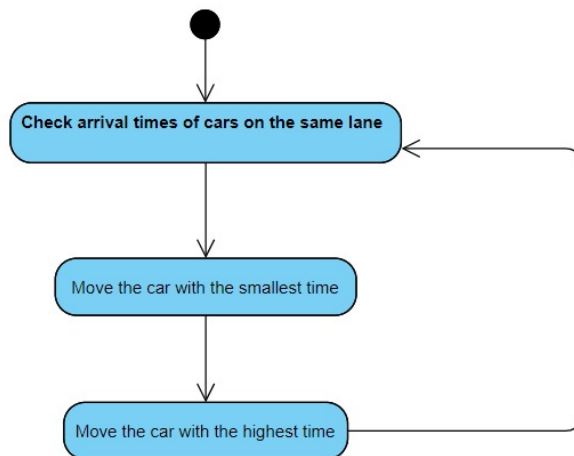 Check arrival times of cars on the same lane
Move the car with the smallest time
Move the car with the highest time